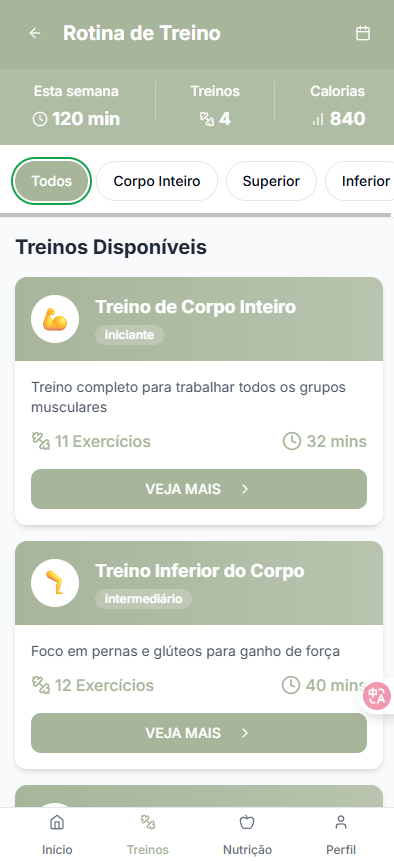 Rotina de Treino
Esta semana
Treinos
Calorias
120 min
4
840
Todos
Corpo Inteiro
Superior
Inferior
Treinos Disponíveis
Treino de Corpo Inteiro
iniciante
Treino completo para trabalhar todos os grupos
musculares
11 Exercícios
32 mins
VEJA MAIS
Treino Inferior do Corpo
intermediário
Foco em pernas e glúteos para ganho de força
12 Exercícios
40 mins
VEJA MAIS
中A
Início
Treinos
Nutrição
Perfil